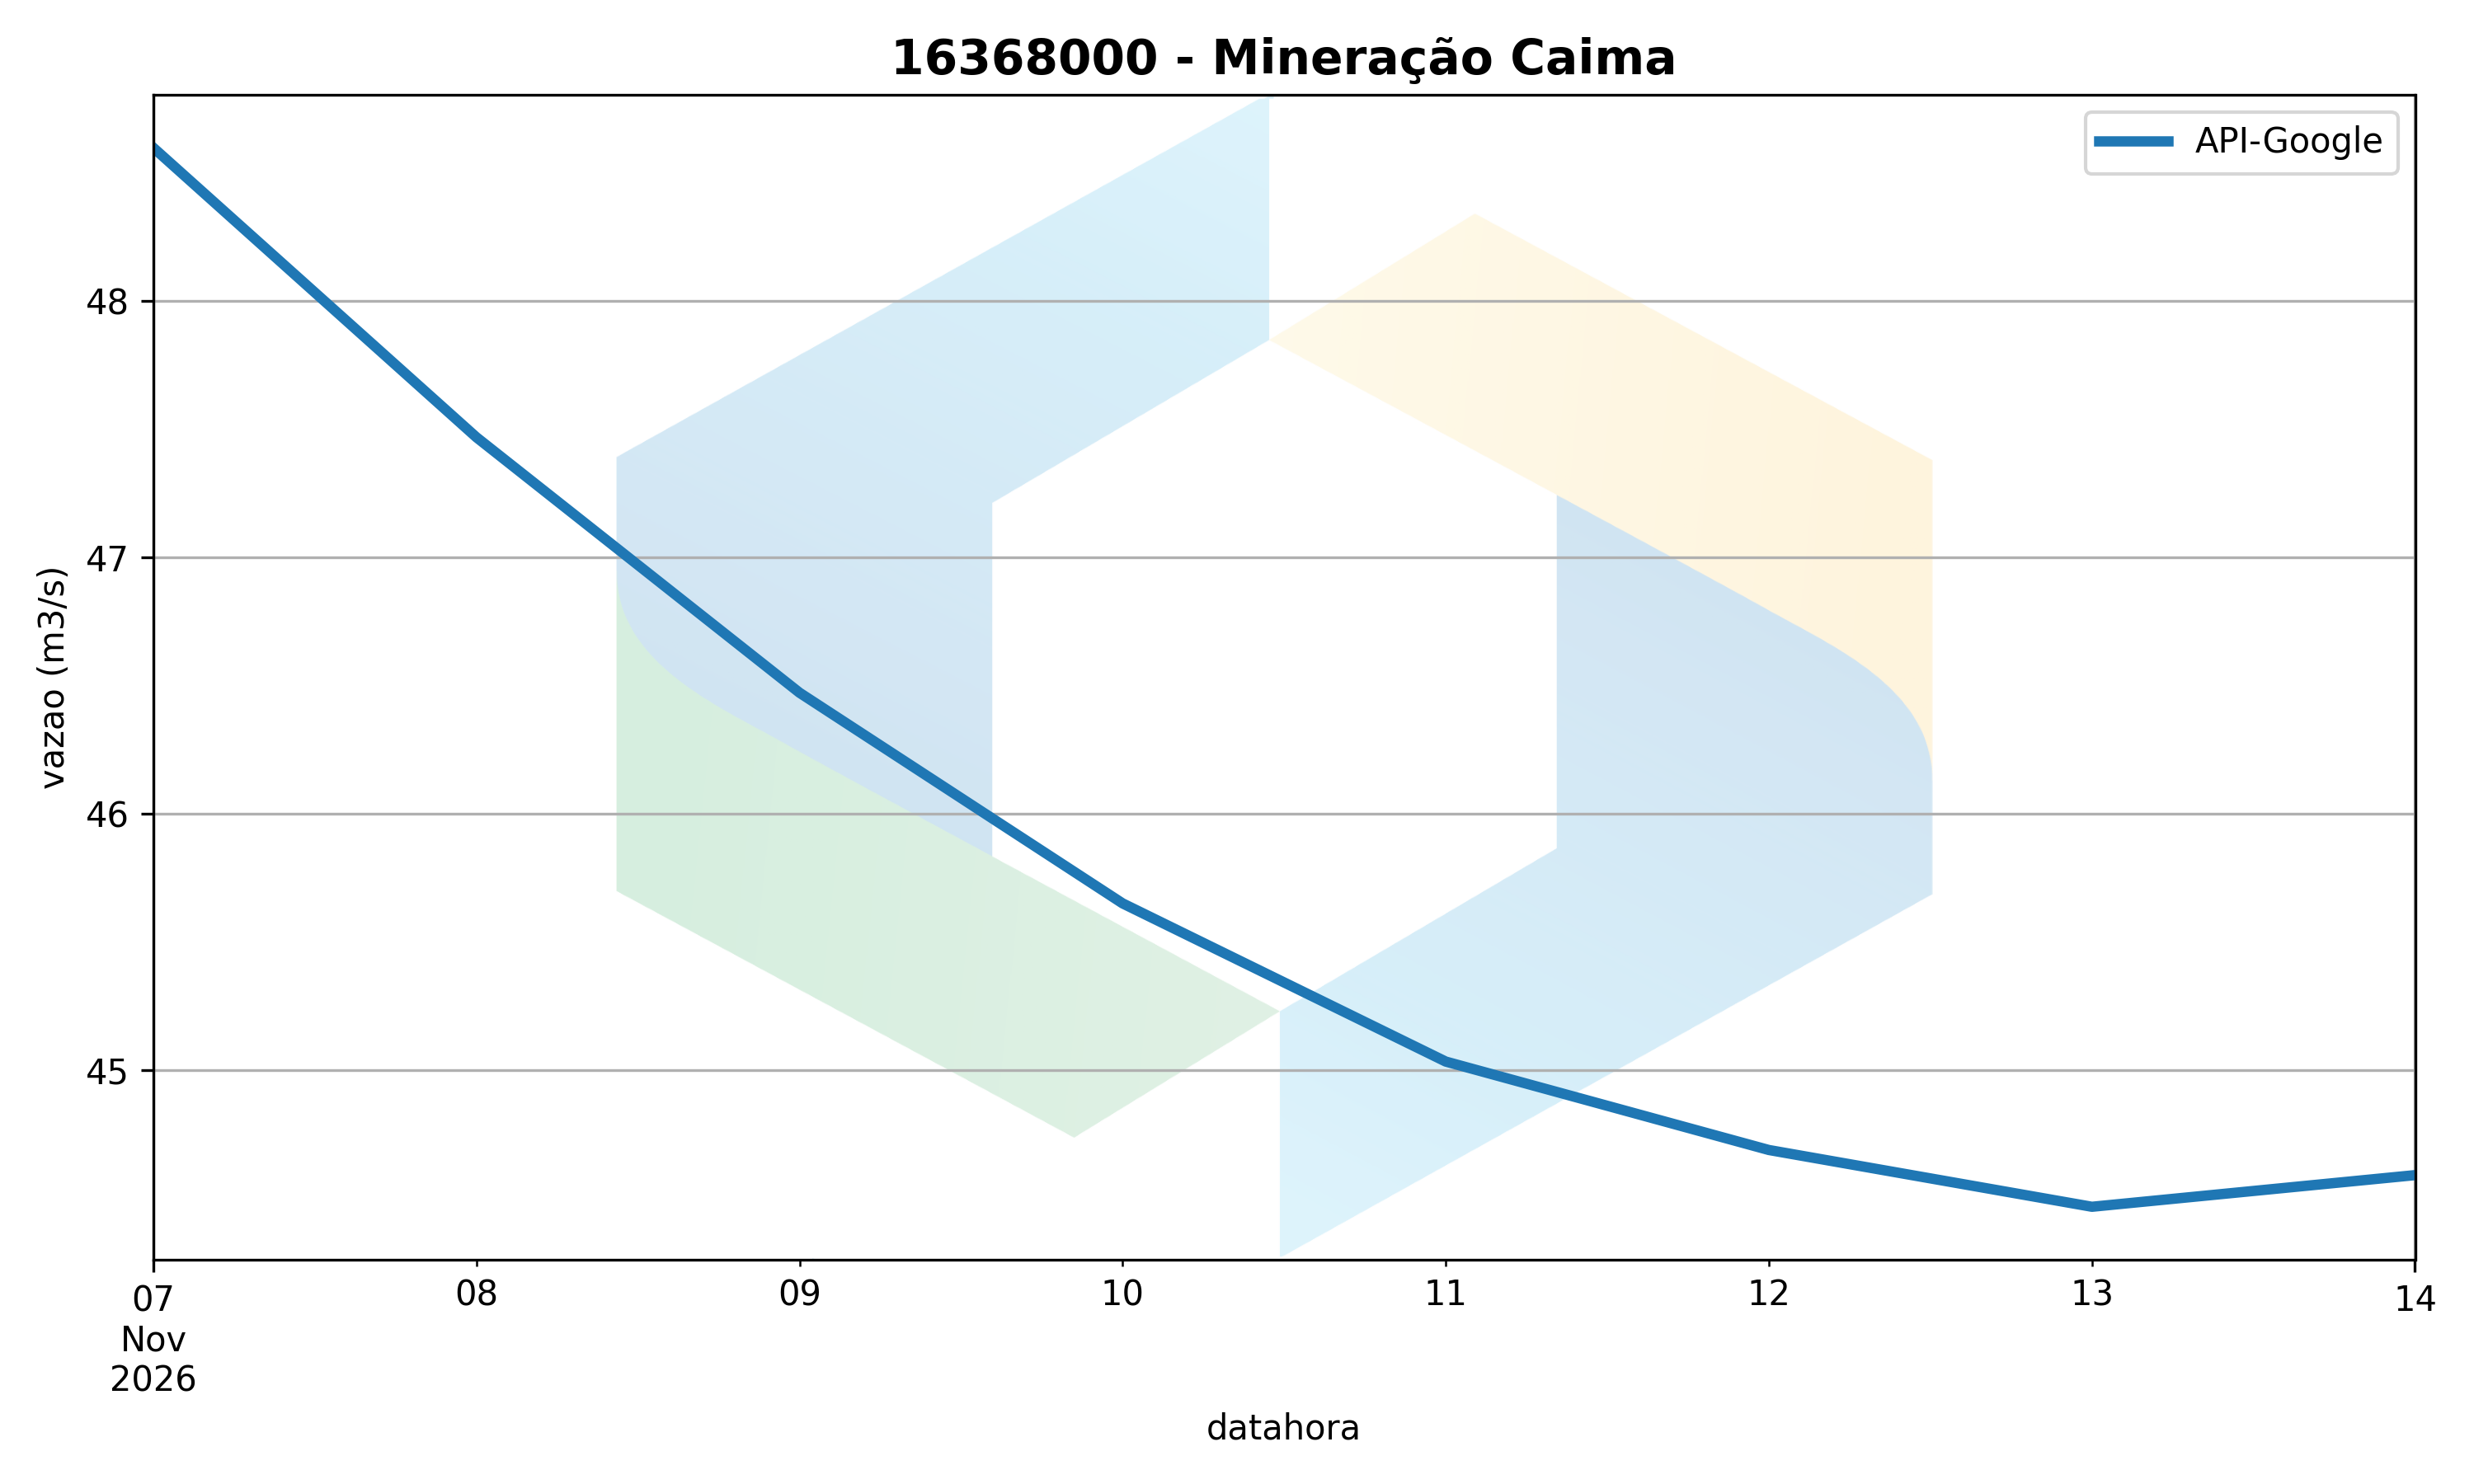 16368000 - Mineração Caima
API-Google
48
47
46
45
vazao (m3/s)
07 08 09 10 11 12 13 14
Nov
2026
datahora